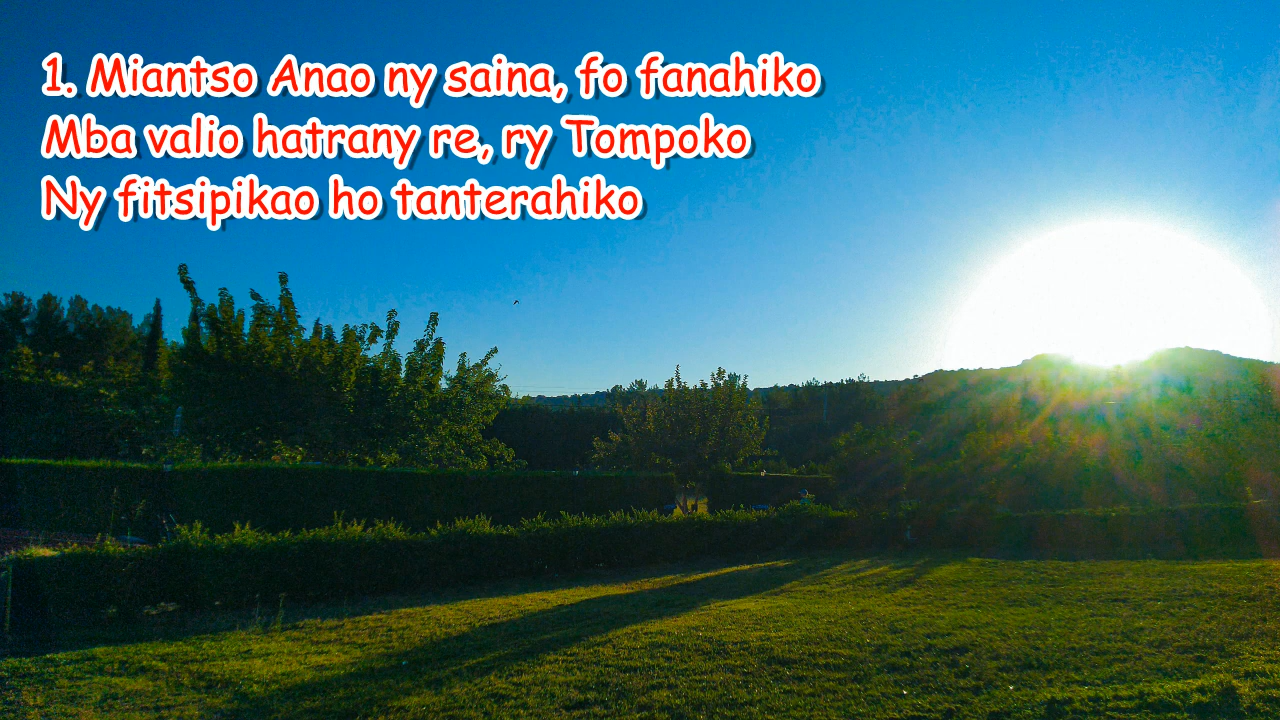 1. Miantso Anao ny saina, fo fanahiko
Mba valio hatrany re, ry Tompoko
Ny fitsipikao ho tanterahiko